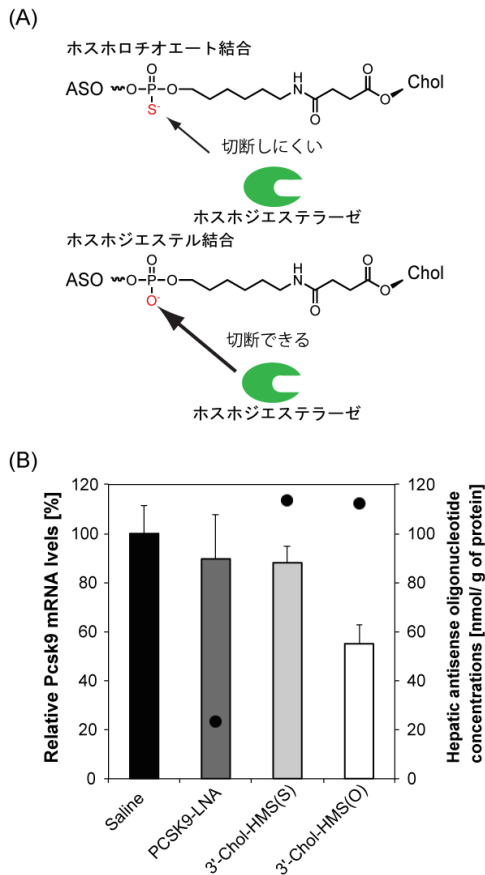 (A)
ホスホロチオエート結合
ASO O P O S- O N H O O O Chol
切断しにくい
ホスホジエステラーゼ
ホスホジエステル結合
ASO O P O O- O N H O O O Chol
切断できる
ホスホジエステラーゼ
(B)
Relative Pcsk9 mRNA lvels [%]
120
100
80
60
40
20
0
120
100
80
60
40
20
0
Hepatic antisense oligonucleotide
concentrations [nmol/ g of protein]
Saline
PCSK9-LNA
3'-Chol-HMS(S)
3'-Chol-HMS(O)